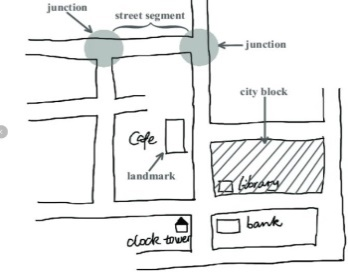 junction
street segment
junction
city block
Cafe
landmark
library
clock tower
bank